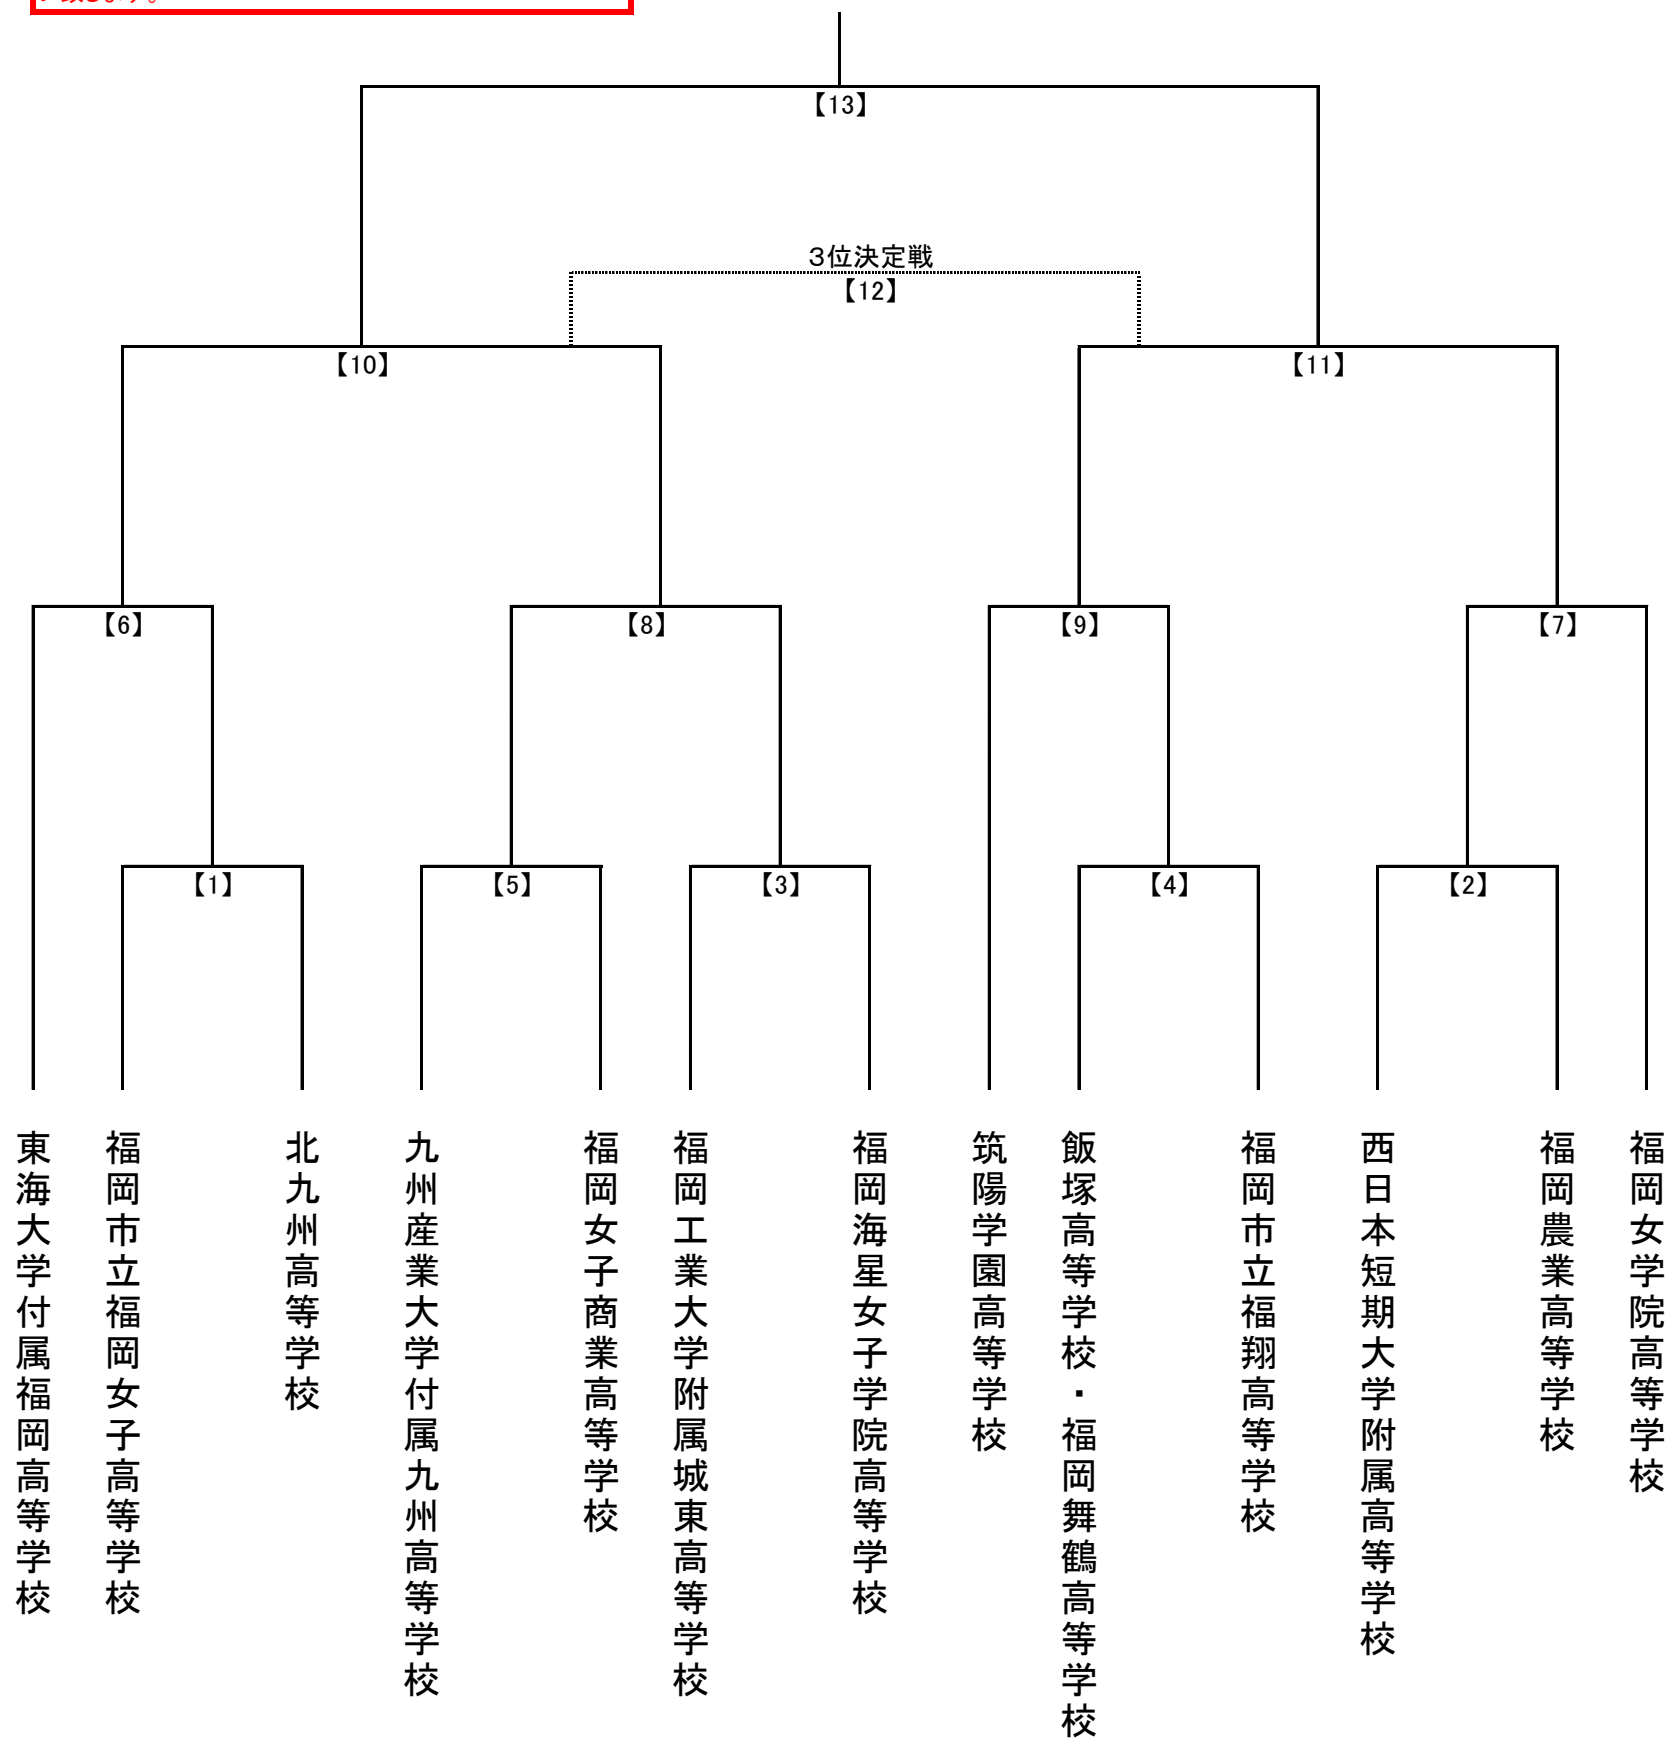 致します。
【13】
３位決定戦
【12】
【10】
【11】
【6】
【8】
【9】
【7】
【1】
【5】
【3】
【4】
【2】
東海大学付属福岡高等学校
福岡市立福岡女子高等学校
北九州高等学校
九州産業大学付属九州高等学校
福岡女子商業高等学校
福岡工業大学附属城東高等学校
福岡海星女子学院高等学校
筑陽学園高等学校
飯塚高等学校・福岡舞鶴高等学校
福岡市立福翔高等学校
西日本短期大学附属高等学校
福岡農業高等学校
福岡女学院高等学校